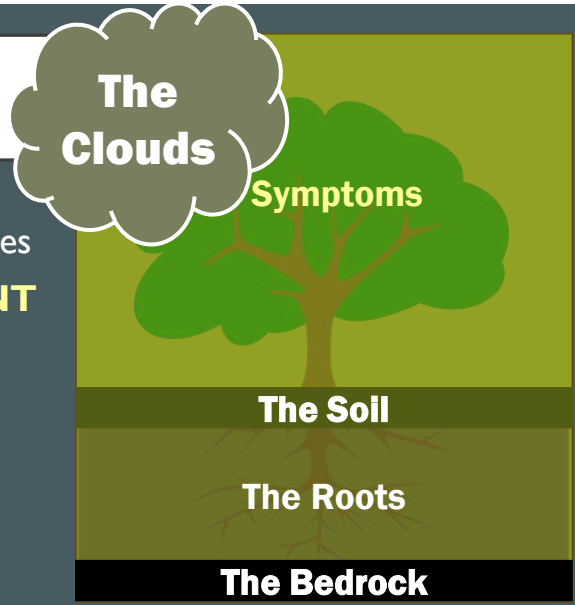 The
Clouds
Symptoms
es
NT
The Soil
The Roots
The Bedrock